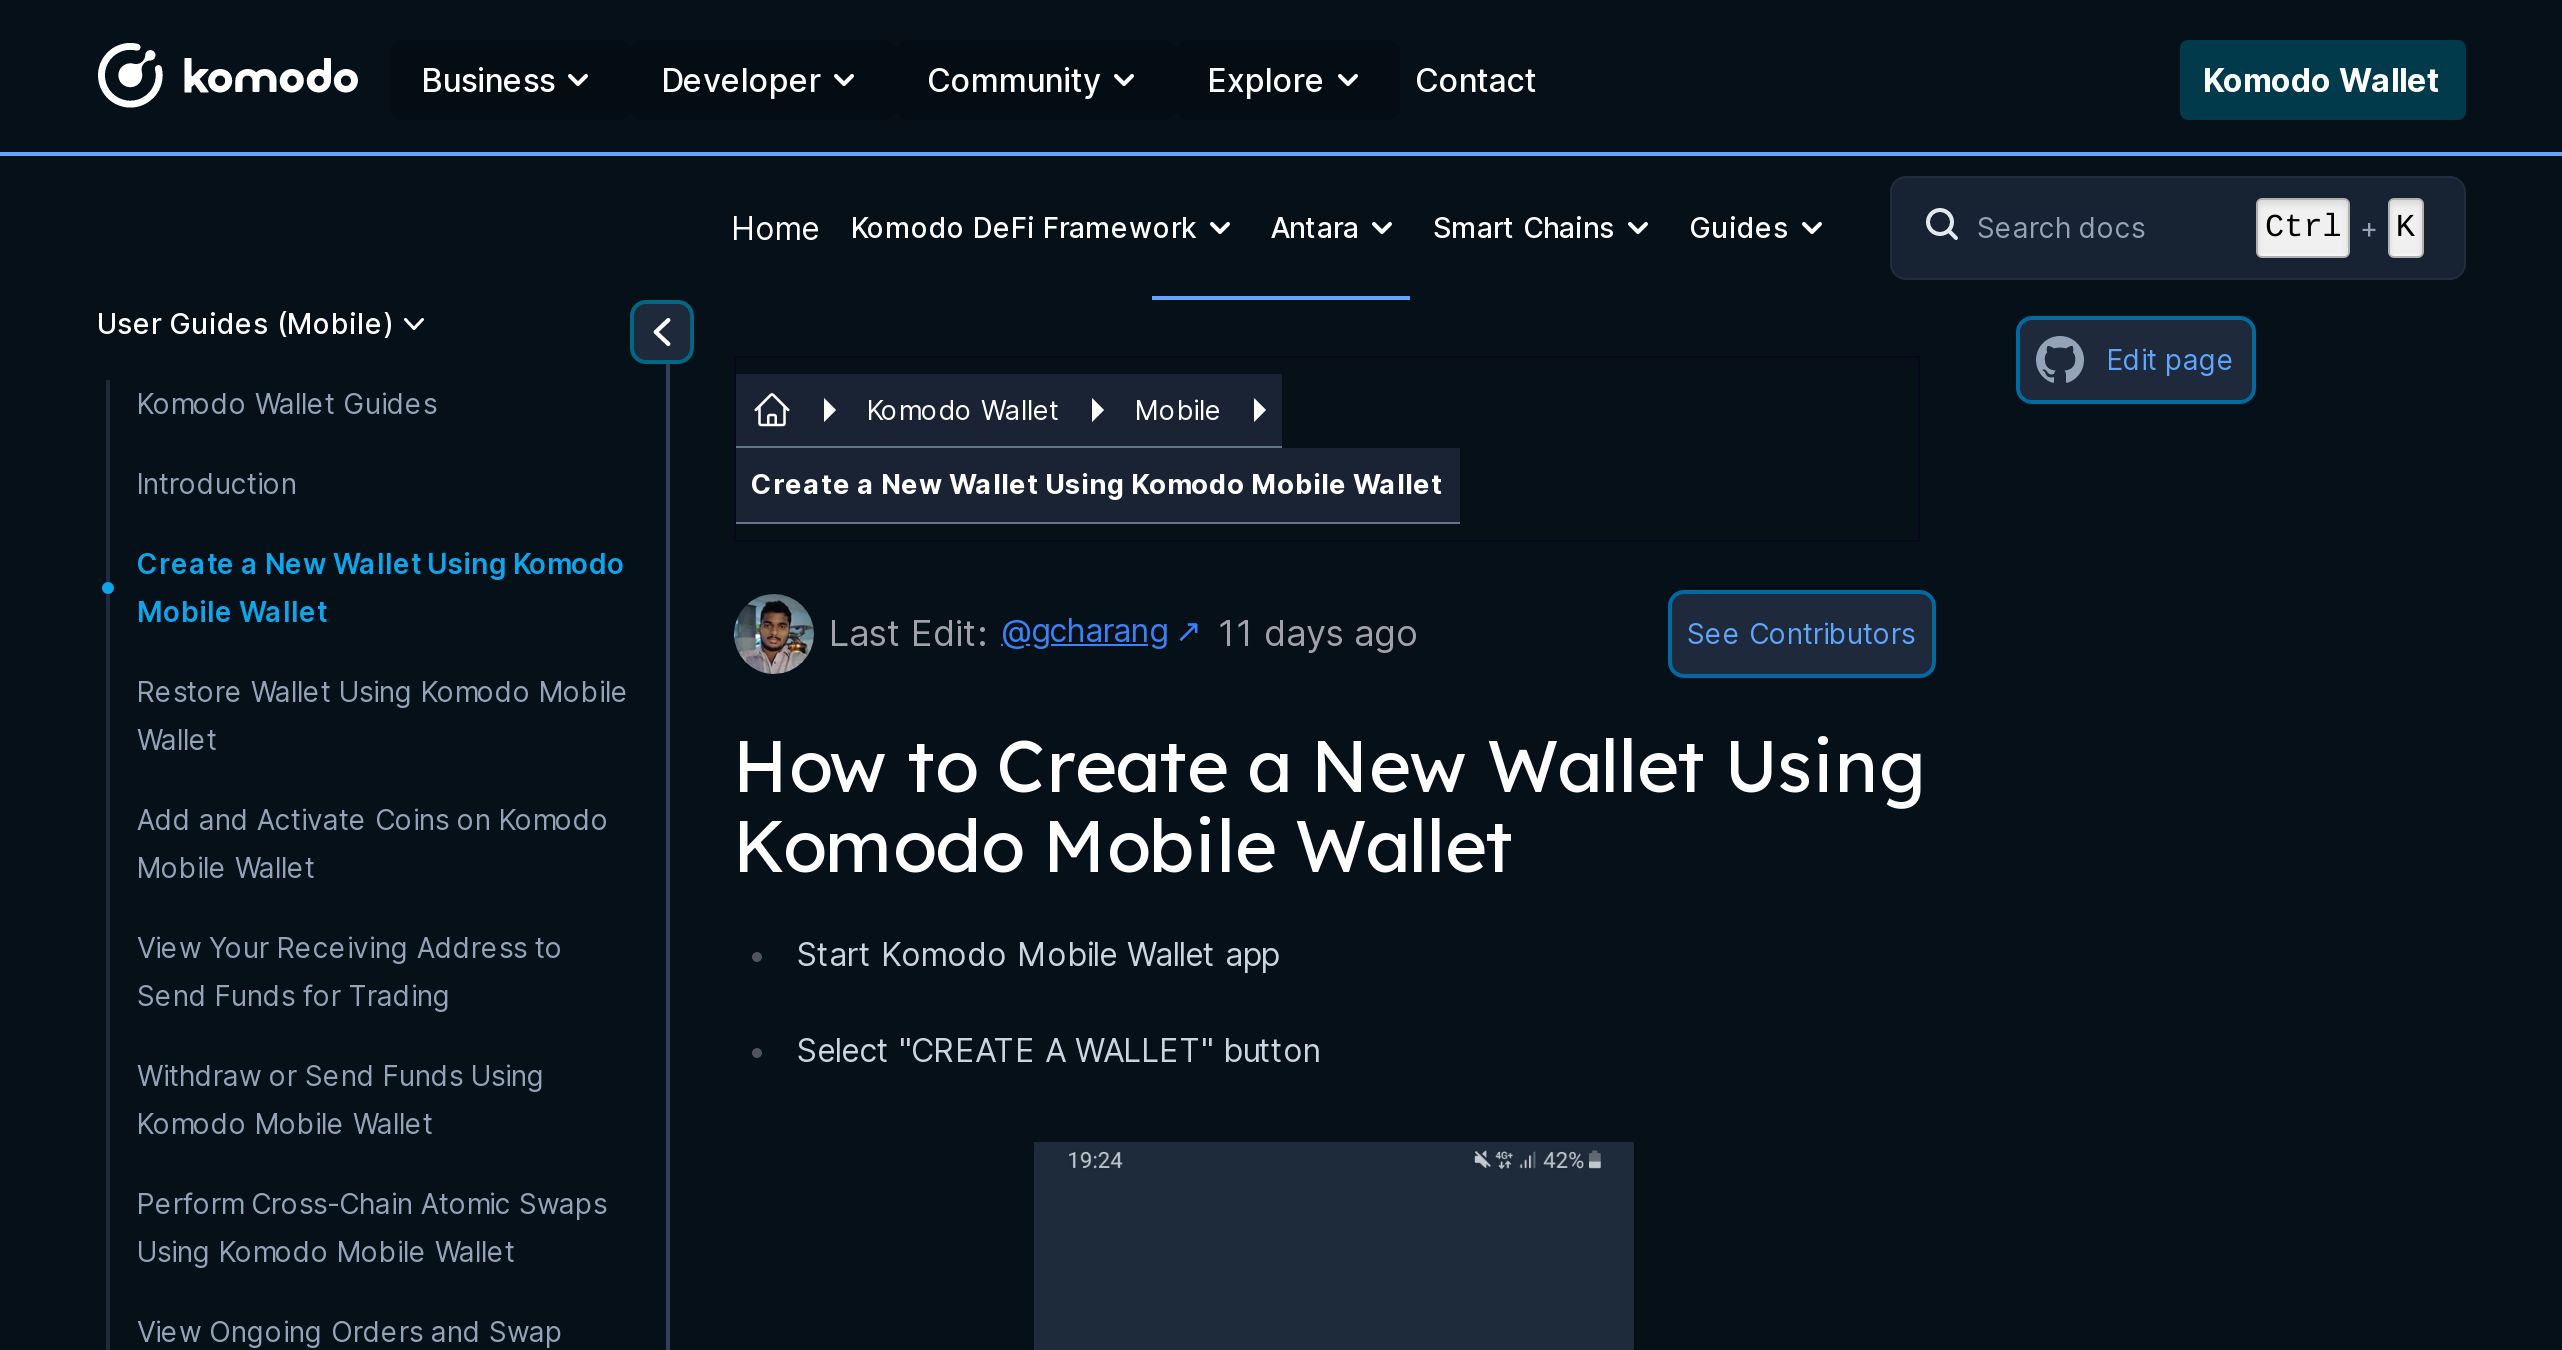 komodo
Business
Developer
Community
Explore
Contact
Komodo Wallet
Home
Komodo DeFi Framework
Antara
Smart Chains
Guides
Search docs
Ctrl + K
User Guides (Mobile)
Komodo Wallet Guides
Introduction
Create a New Wallet Using Komodo
Mobile Wallet
Restore Wallet Using Komodo Mobile
Wallet
Add and Activate Coins on Komodo
Mobile Wallet
View Your Receiving Address to
Send Funds for Trading
Withdraw or Send Funds Using
Komodo Mobile Wallet
Perform Cross-Chain Atomic Swaps
Using Komodo Mobile Wallet
View Ongoing Orders and Swap
Komodo Wallet
Mobile
Create a New Wallet Using Komodo Mobile Wallet
Edit page
Last Edit: @gcharang ↗ 11 days ago
See Contributors
How to Create a New Wallet Using
Komodo Mobile Wallet
• Start Komodo Mobile Wallet app
• Select "CREATE A WALLET" button
19:24
4G+
42%